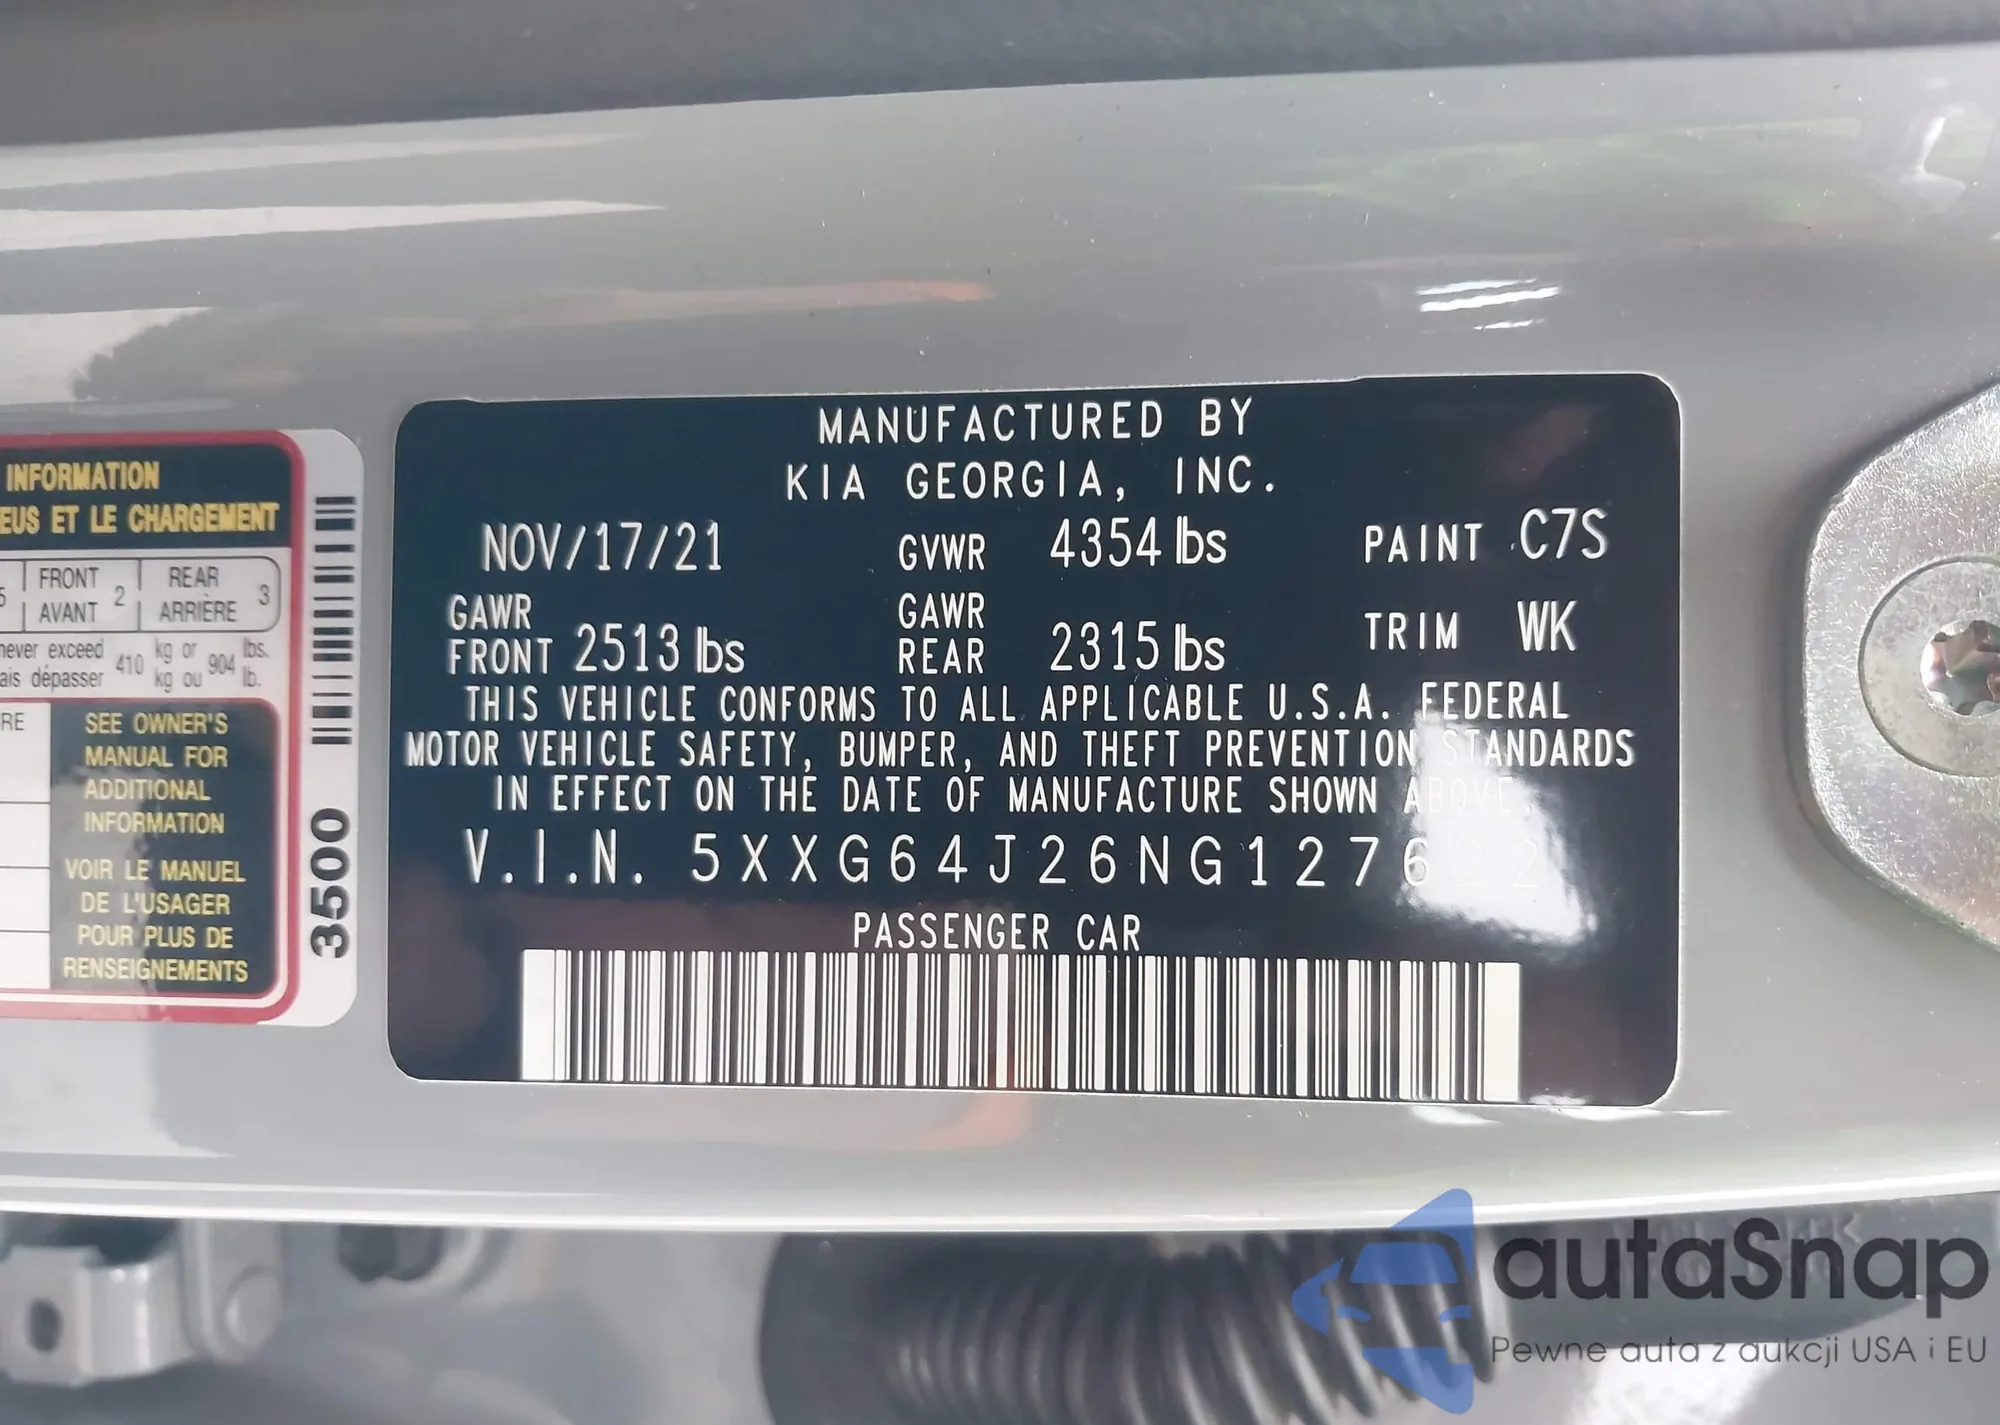 INFORMATION
EUS ET LE CHARGEMENT
5 FRONT AVANT 2 REAR ARRIÈRE 3
never exceed 410 kg or 904 lbs.
ais dépasser kg ou lb.
RE
SEE OWNER'S
MANUAL FOR
ADDITIONAL
INFORMATION
VOIR LE MANUEL
DE L'USAGER
POUR PLUS DE
RENSEIGNEMENTS
3500
MANUFACTURED BY
KIA GEORGIA, INC.
NOV/17/21 GVWR 4354 lbs PAINT C7S
GAWR FRONT 2513 lbs GAWR REAR 2315 lbs TRIM WK
THIS VEHICLE CONFORMS TO ALL APPLICABLE U.S.A. FEDERAL
MOTOR VEHICLE SAFETY, BUMPER, AND THEFT PREVENTION STANDARDS
IN EFFECT ON THE DATE OF MANUFACTURE SHOWN ABOVE.
V.I.N. 5XXG64J26NG127622
PASSENGER CAR
autaSnap
Pewne auta z aukcji USA i EU